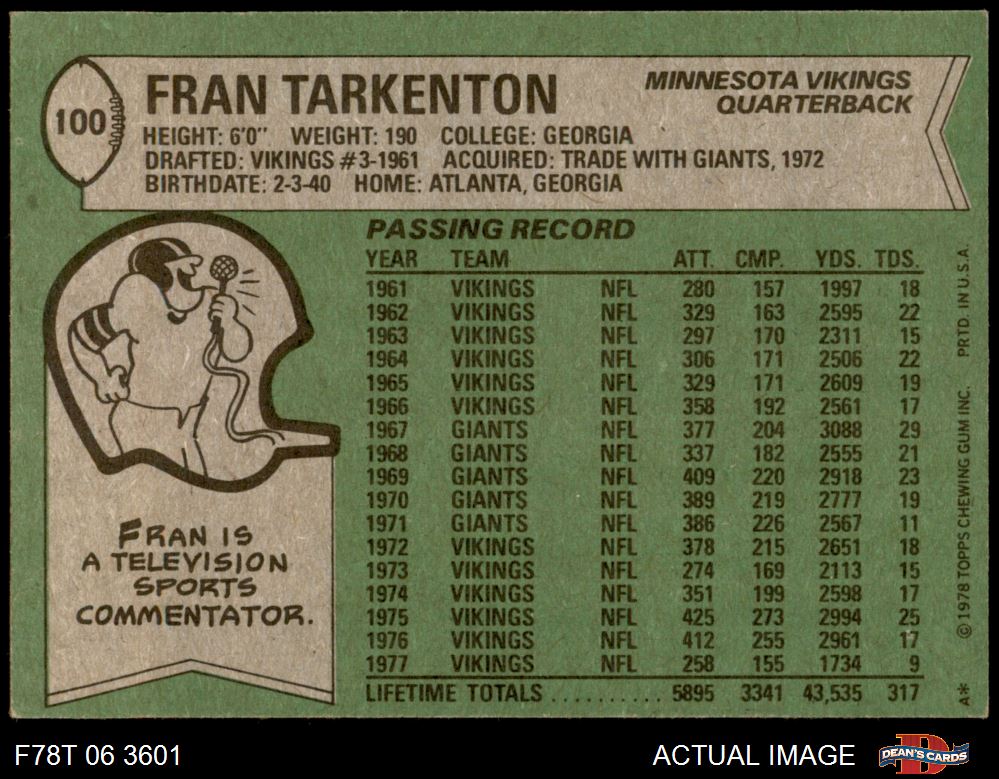 100
FRAN TARKENTON
MINNESOTA VIKINGS
QUARTERBACK
HEIGHT: 6'0" WEIGHT: 190 COLLEGE: GEORGIA
DRAFTED: VIKINGS #3-1961 ACQUIRED: TRADE WITH GIANTS, 1972
BIRTHDATE: 2-3-40 HOME: ATLANTA, GEORGIA
PASSING RECORD
YEAR TEAM ATT. CMP. YDS. TDS.
1961 VIKINGS NFL 280 157 1997 18
1962 VIKINGS NFL 329 163 2595 22
1963 VIKINGS NFL 297 170 2311 15
1964 VIKINGS NFL 306 171 2506 22
1965 VIKINGS NFL 329 171 2609 19
1966 VIKINGS NFL 358 192 2561 17
1967 GIANTS NFL 377 204 3088 29
1968 GIANTS NFL 337 182 2555 21
1969 GIANTS NFL 409 220 2918 23
1970 GIANTS NFL 389 219 2777 19
1971 GIANTS NFL 386 226 2567 11
1972 VIKINGS NFL 378 215 2651 18
1973 VIKINGS NFL 274 169 2113 15
1974 VIKINGS NFL 351 199 2598 17
1975 VIKINGS NFL 425 273 2994 25
1976 VIKINGS NFL 412 255 2961 17
1977 VIKINGS NFL 258 155 1734 9
LIFETIME TOTALS .......... 5895 3341 43,535 317
FRAN IS
A TELEVISION
SPORTS
COMMENTATOR.
A* © 1978 TOPPS CHEWING GUM INC. PRTD. IN U.S.A.
F78T 06 3601
ACTUAL IMAGE
DEAN'S CARDS